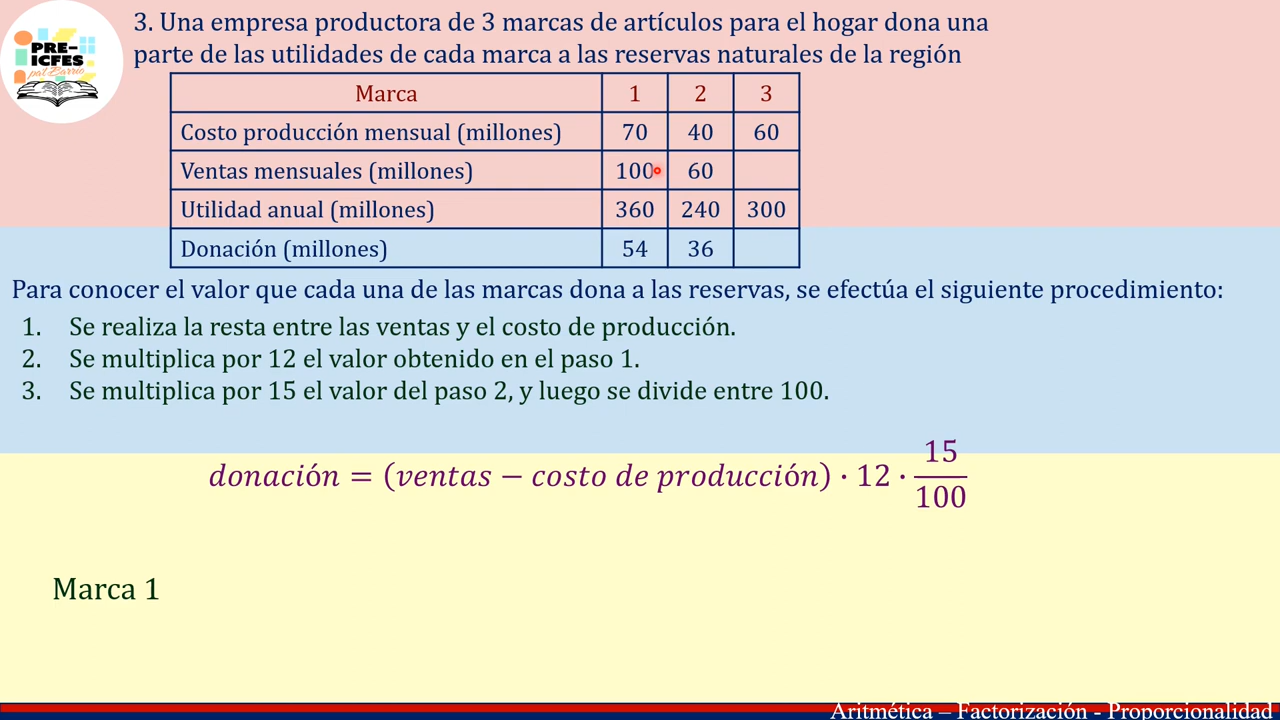 PRE-
ICFES
pal Barrio
3. Una empresa productora de 3 marcas de artículos para el hogar dona una
parte de las utilidades de cada marca a las reservas naturales de la región
Marca 1 2 3
Costo producción mensual (millones) 70 40 60
Ventas mensuales (millones) 100 60
Utilidad anual (millones) 360 240 300
Donación (millones) 54 36
Para conocer el valor que cada una de las marcas dona a las reservas, se efectúa el siguiente procedimiento:
1. Se realiza la resta entre las ventas y el costo de producción.
2. Se multiplica por 12 el valor obtenido en el paso 1.
3. Se multiplica por 15 el valor del paso 2, y luego se divide entre 100.
donación = (ventas − costo de producción) · 12 · 15/100
Marca 1
Aritmética – Factorización - Proporcionalidad